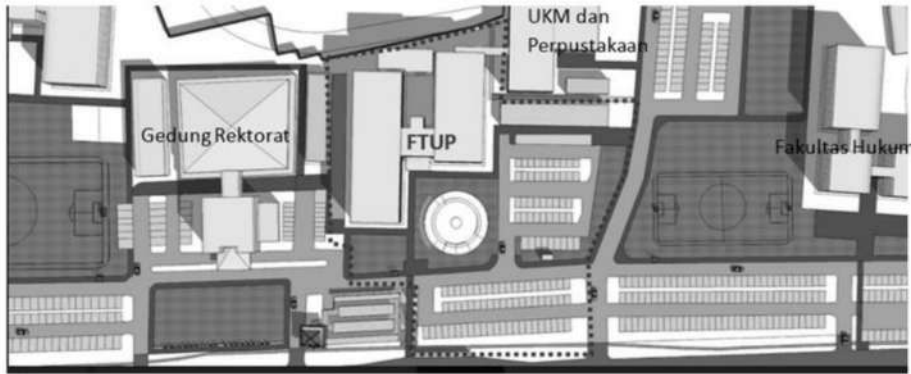 UKM dan
Perpustakaan
Gedung Rektorat
FTUP
Fakultas Hukum